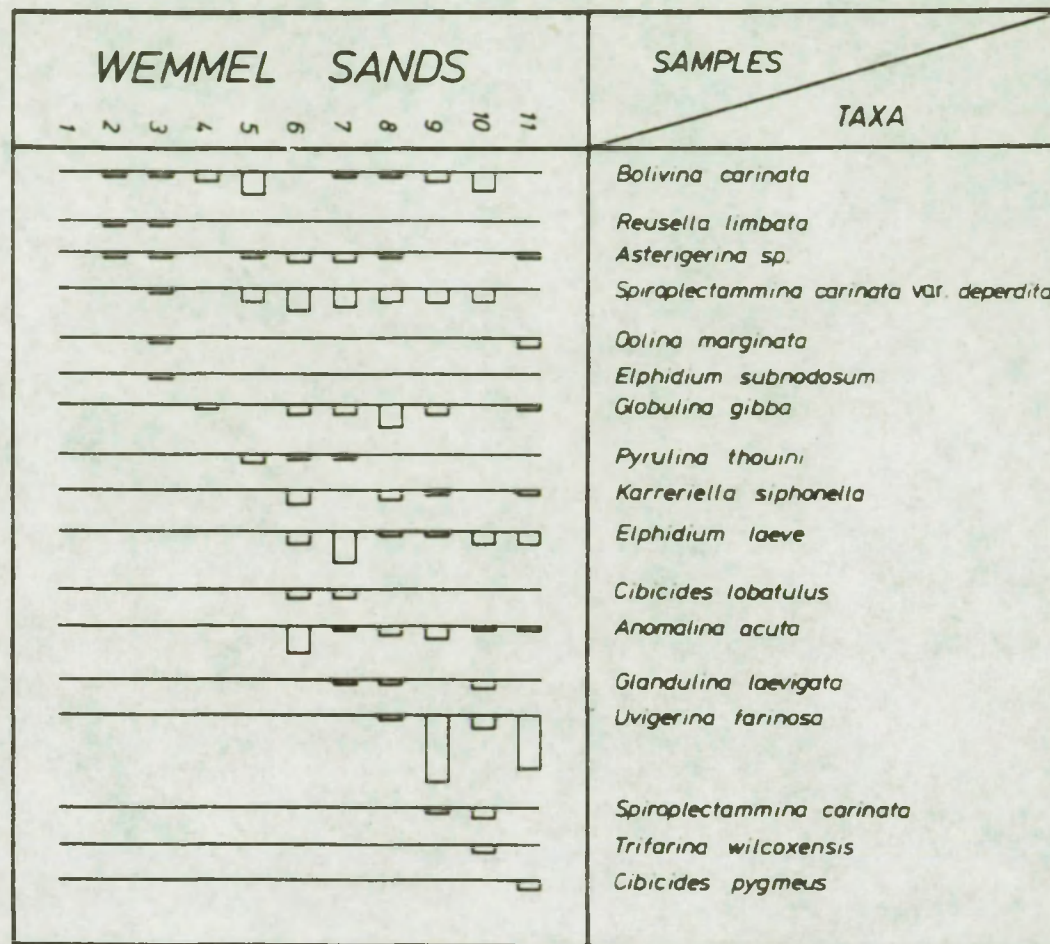 WEMMEL SANDS
SAMPLES
TAXA
1 2 3 4 5 6 7 8 9 10 11
Bolivina carinata
Reusella limbata
Asterigerina sp.
Spiroplectammina carinata var. deperdita
Oolina marginata
Elphidium subnodosum
Globulina gibba
Pyrulina thouini
Karreriella siphonella
Elphidium laeve
Cibicides lobatulus
Anomalina acuta
Glandulina laevigata
Uvigerina farinosa
Spiroplectammina carinata
Trifarina wilcoxensis
Cibicides pygmeus